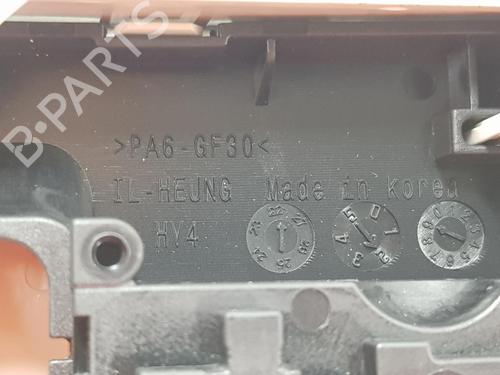 B-PARTS
>PA6-GF30<
IL-HEUNG Made in korea
HY4